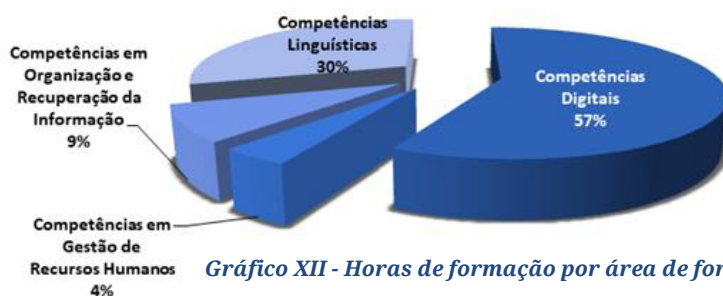 Competências
Linguísticas
30%
Competências em
Organização e
Recuperação da
Informação
9%
Competências
Digitais
57%
Competências em
Gestão de
Recursos Humanos
4%
Gráfico XII - Horas de formação por área de